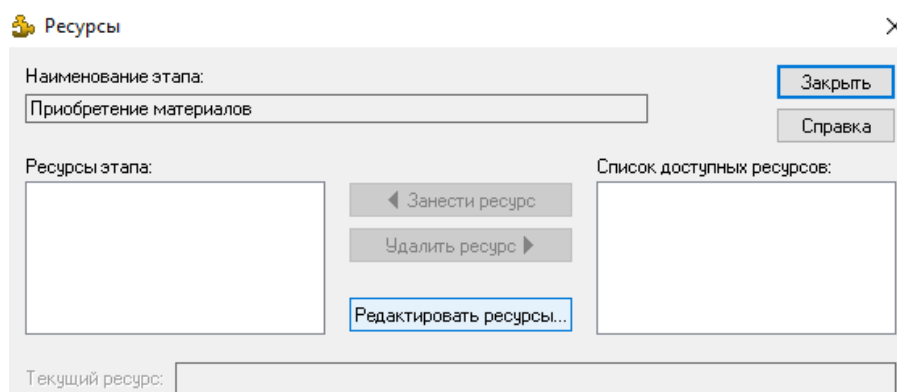 Ресурсы
Наименование этапа:
Закрыть
Приобретение материалов
Справка
Ресурсы этапа:
Список доступных ресурсов:
Занести ресурс
Удалить ресурс
Редактировать ресурсы...
Текущий ресурс: